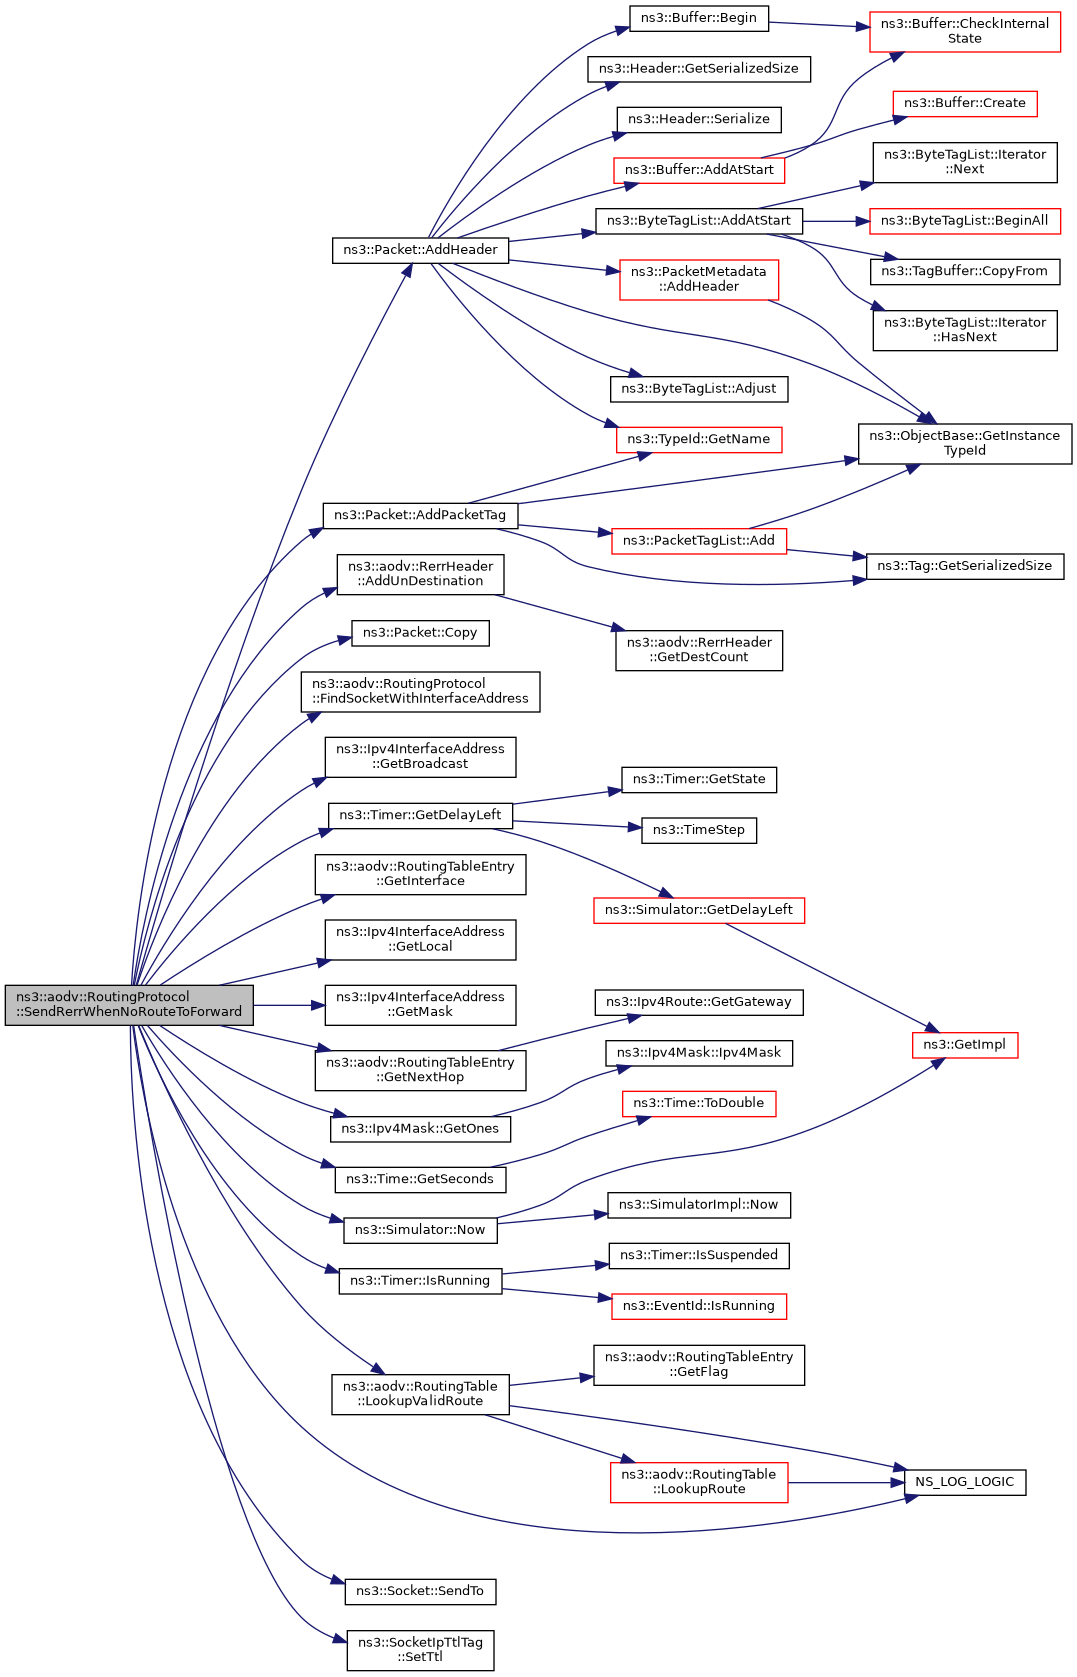 ns3::Buffer::Begin
ns3::Buffer::CheckInternal
State
ns3::Header::GetSerializedSize
ns3::Buffer::Create
ns3::Header::Serialize
ns3::ByteTagList::Iterator
::Next
ns3::Buffer::AddAtStart
ns3::ByteTagList::AddAtStart
ns3::ByteTagList::BeginAll
ns3::Packet::AddHeader
ns3::PacketMetadata
::AddHeader
ns3::TagBuffer::CopyFrom
ns3::ByteTagList::Iterator
::HasNext
ns3::ByteTagList::Adjust
ns3::TypeId::GetName
ns3::ObjectBase::GetInstance
TypeId
ns3::Packet::AddPacketTag
ns3::PacketTagList::Add
ns3::Tag::GetSerializedSize
ns3::aodv::RerrHeader
::AddUnDestination
ns3::Packet::Copy
ns3::aodv::RerrHeader
::GetDestCount
ns3::aodv::RoutingProtocol
::FindSocketWithInterfaceAddress
ns3::Ipv4InterfaceAddress
::GetBroadcast
ns3::Timer::GetState
ns3::Timer::GetDelayLeft
ns3::TimeStep
ns3::aodv::RoutingTableEntry
::GetInterface
ns3::Simulator::GetDelayLeft
ns3::Ipv4InterfaceAddress
::GetLocal
ns3::aodv::RoutingProtocol
::SendRerrWhenNoRouteToForward
ns3::Ipv4InterfaceAddress
::GetMask
ns3::Ipv4Route::GetGateway
ns3::GetImpl
ns3::aodv::RoutingTableEntry
::GetNextHop
ns3::Ipv4Mask::Ipv4Mask
ns3::Time::ToDouble
ns3::Ipv4Mask::GetOnes
ns3::Time::GetSeconds
ns3::SimulatorImpl::Now
ns3::Simulator::Now
ns3::Timer::IsSuspended
ns3::Timer::IsRunning
ns3::EventId::IsRunning
ns3::aodv::RoutingTableEntry
::GetFlag
ns3::aodv::RoutingTable
::LookupValidRoute
ns3::aodv::RoutingTable
::LookupRoute
NS_LOG_LOGIC
ns3::Socket::SendTo
ns3::SocketIpTtlTag
::SetTtl